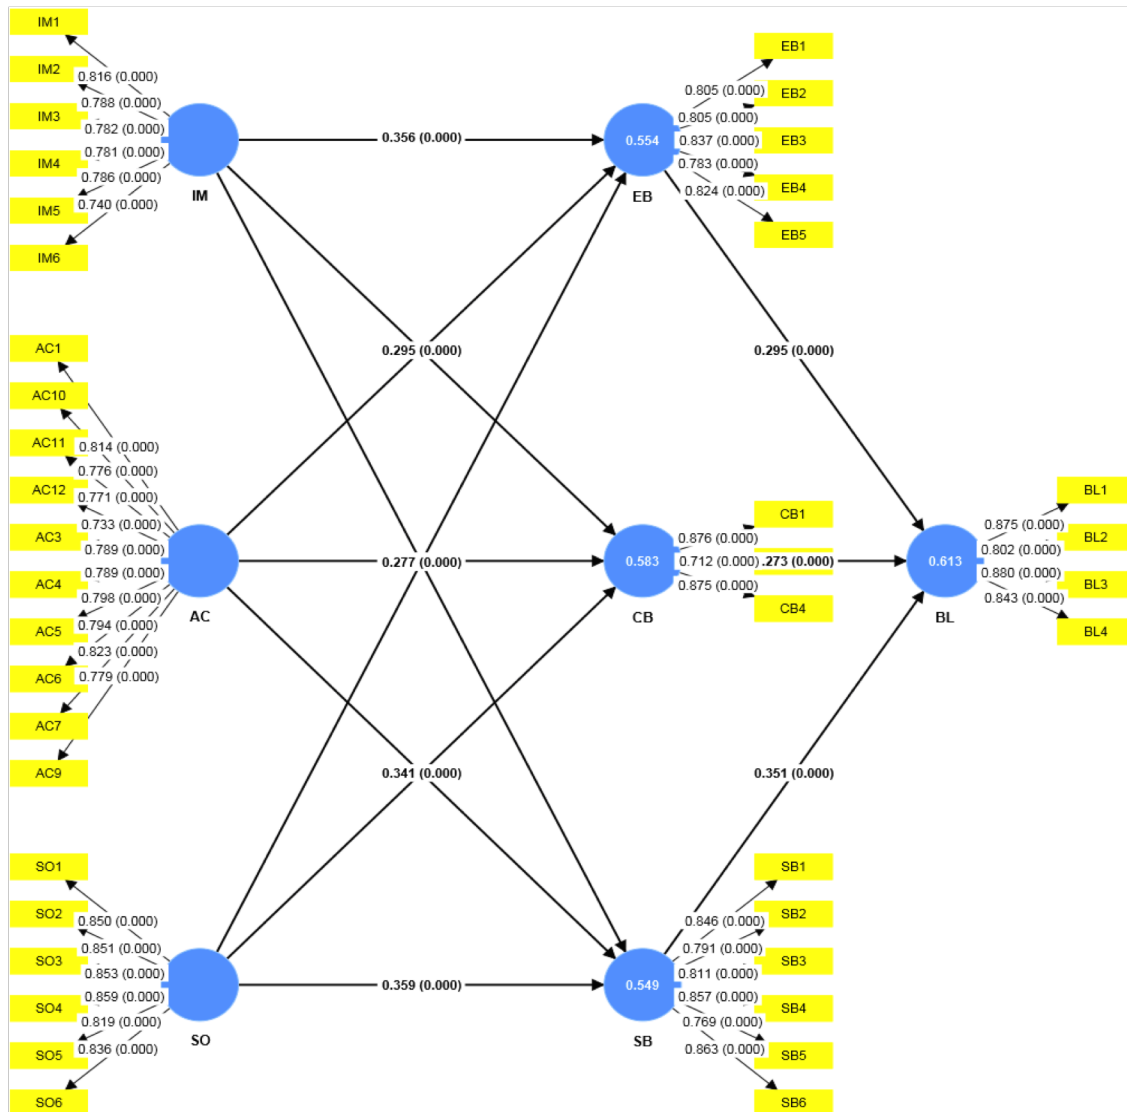 IM1
IM2
IM3
IM4
IM5
IM6
0.816 (0.000)
0.788 (0.000)
0.782 (0.000)
0.781 (0.000)
0.786 (0.000)
0.740 (0.000)
IM
0.356 (0.000)
0.554
EB
0.805 (0.000)
0.805 (0.000)
0.837 (0.000)
0.783 (0.000)
0.824 (0.000)
EB1
EB2
EB3
EB4
EB5
0.295 (0.000)
0.295 (0.000)
AC1
AC10
AC11
AC12
AC3
AC4
AC5
AC6
AC7
AC9
0.814 (0.000)
0.776 (0.000)
0.771 (0.000)
0.733 (0.000)
0.789 (0.000)
0.789 (0.000)
0.798 (0.000)
0.794 (0.000)
0.823 (0.000)
0.779 (0.000)
AC
0.277 (0.000)
0.583
CB
0.876 (0.000)
0.712 (0.000)
0.875 (0.000)
CB1
CB4
.273 (0.000)
0.613
BL
0.875 (0.000)
0.802 (0.000)
0.880 (0.000)
0.843 (0.000)
BL1
BL2
BL3
BL4
0.341 (0.000)
0.351 (0.000)
SO1
SO2
SO3
SO4
SO5
SO6
0.850 (0.000)
0.851 (0.000)
0.853 (0.000)
0.859 (0.000)
0.819 (0.000)
0.836 (0.000)
SO
0.359 (0.000)
0.549
SB
0.846 (0.000)
0.791 (0.000)
0.811 (0.000)
0.857 (0.000)
0.769 (0.000)
0.863 (0.000)
SB1
SB2
SB3
SB4
SB5
SB6